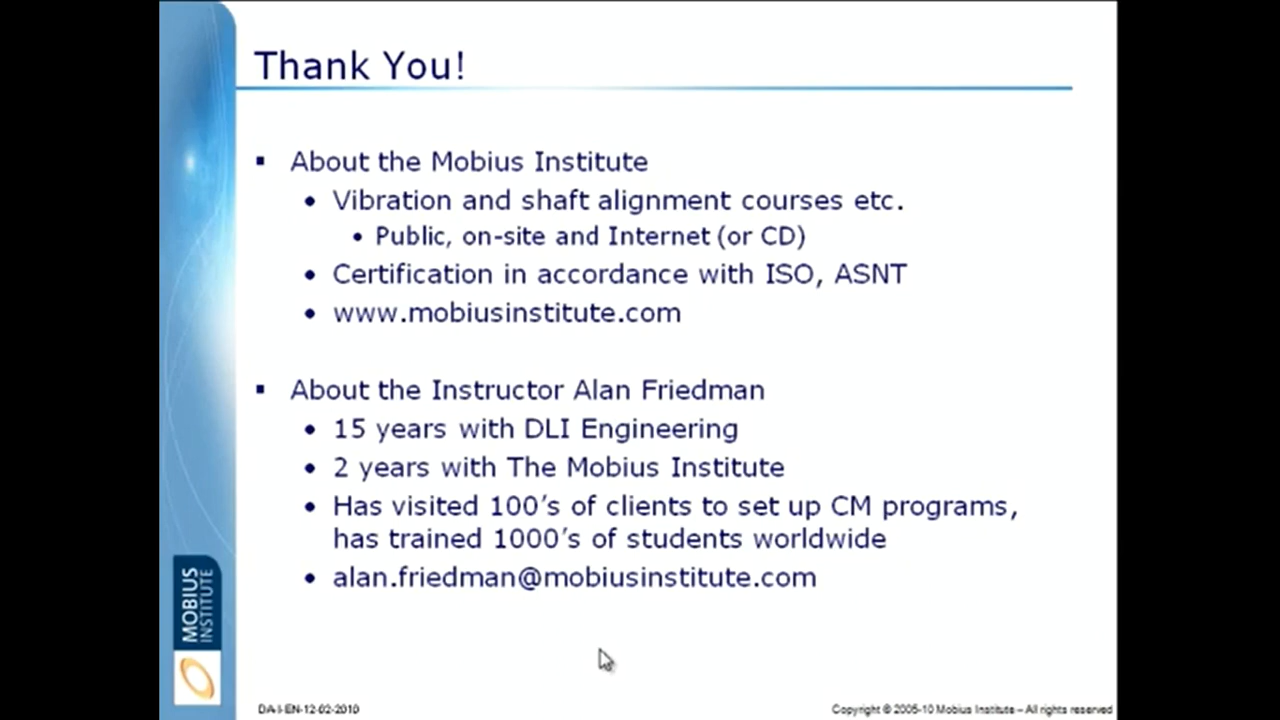 Thank You!
▪ About the Mobius Institute
• Vibration and shaft alignment courses etc.
• Public, on-site and Internet (or CD)
• Certification in accordance with ISO, ASNT
• www.mobiusinstitute.com
▪ About the Instructor Alan Friedman
• 15 years with DLI Engineering
• 2 years with The Mobius Institute
• Has visited 100’s of clients to set up CM programs,
has trained 1000’s of students worldwide
• alan.friedman@mobiusinstitute.com
MOBIUS
INSTITUTE
DA-I-EN-12-02-2010
Copyright © 2005-10 Mobius Institute – All rights reserved